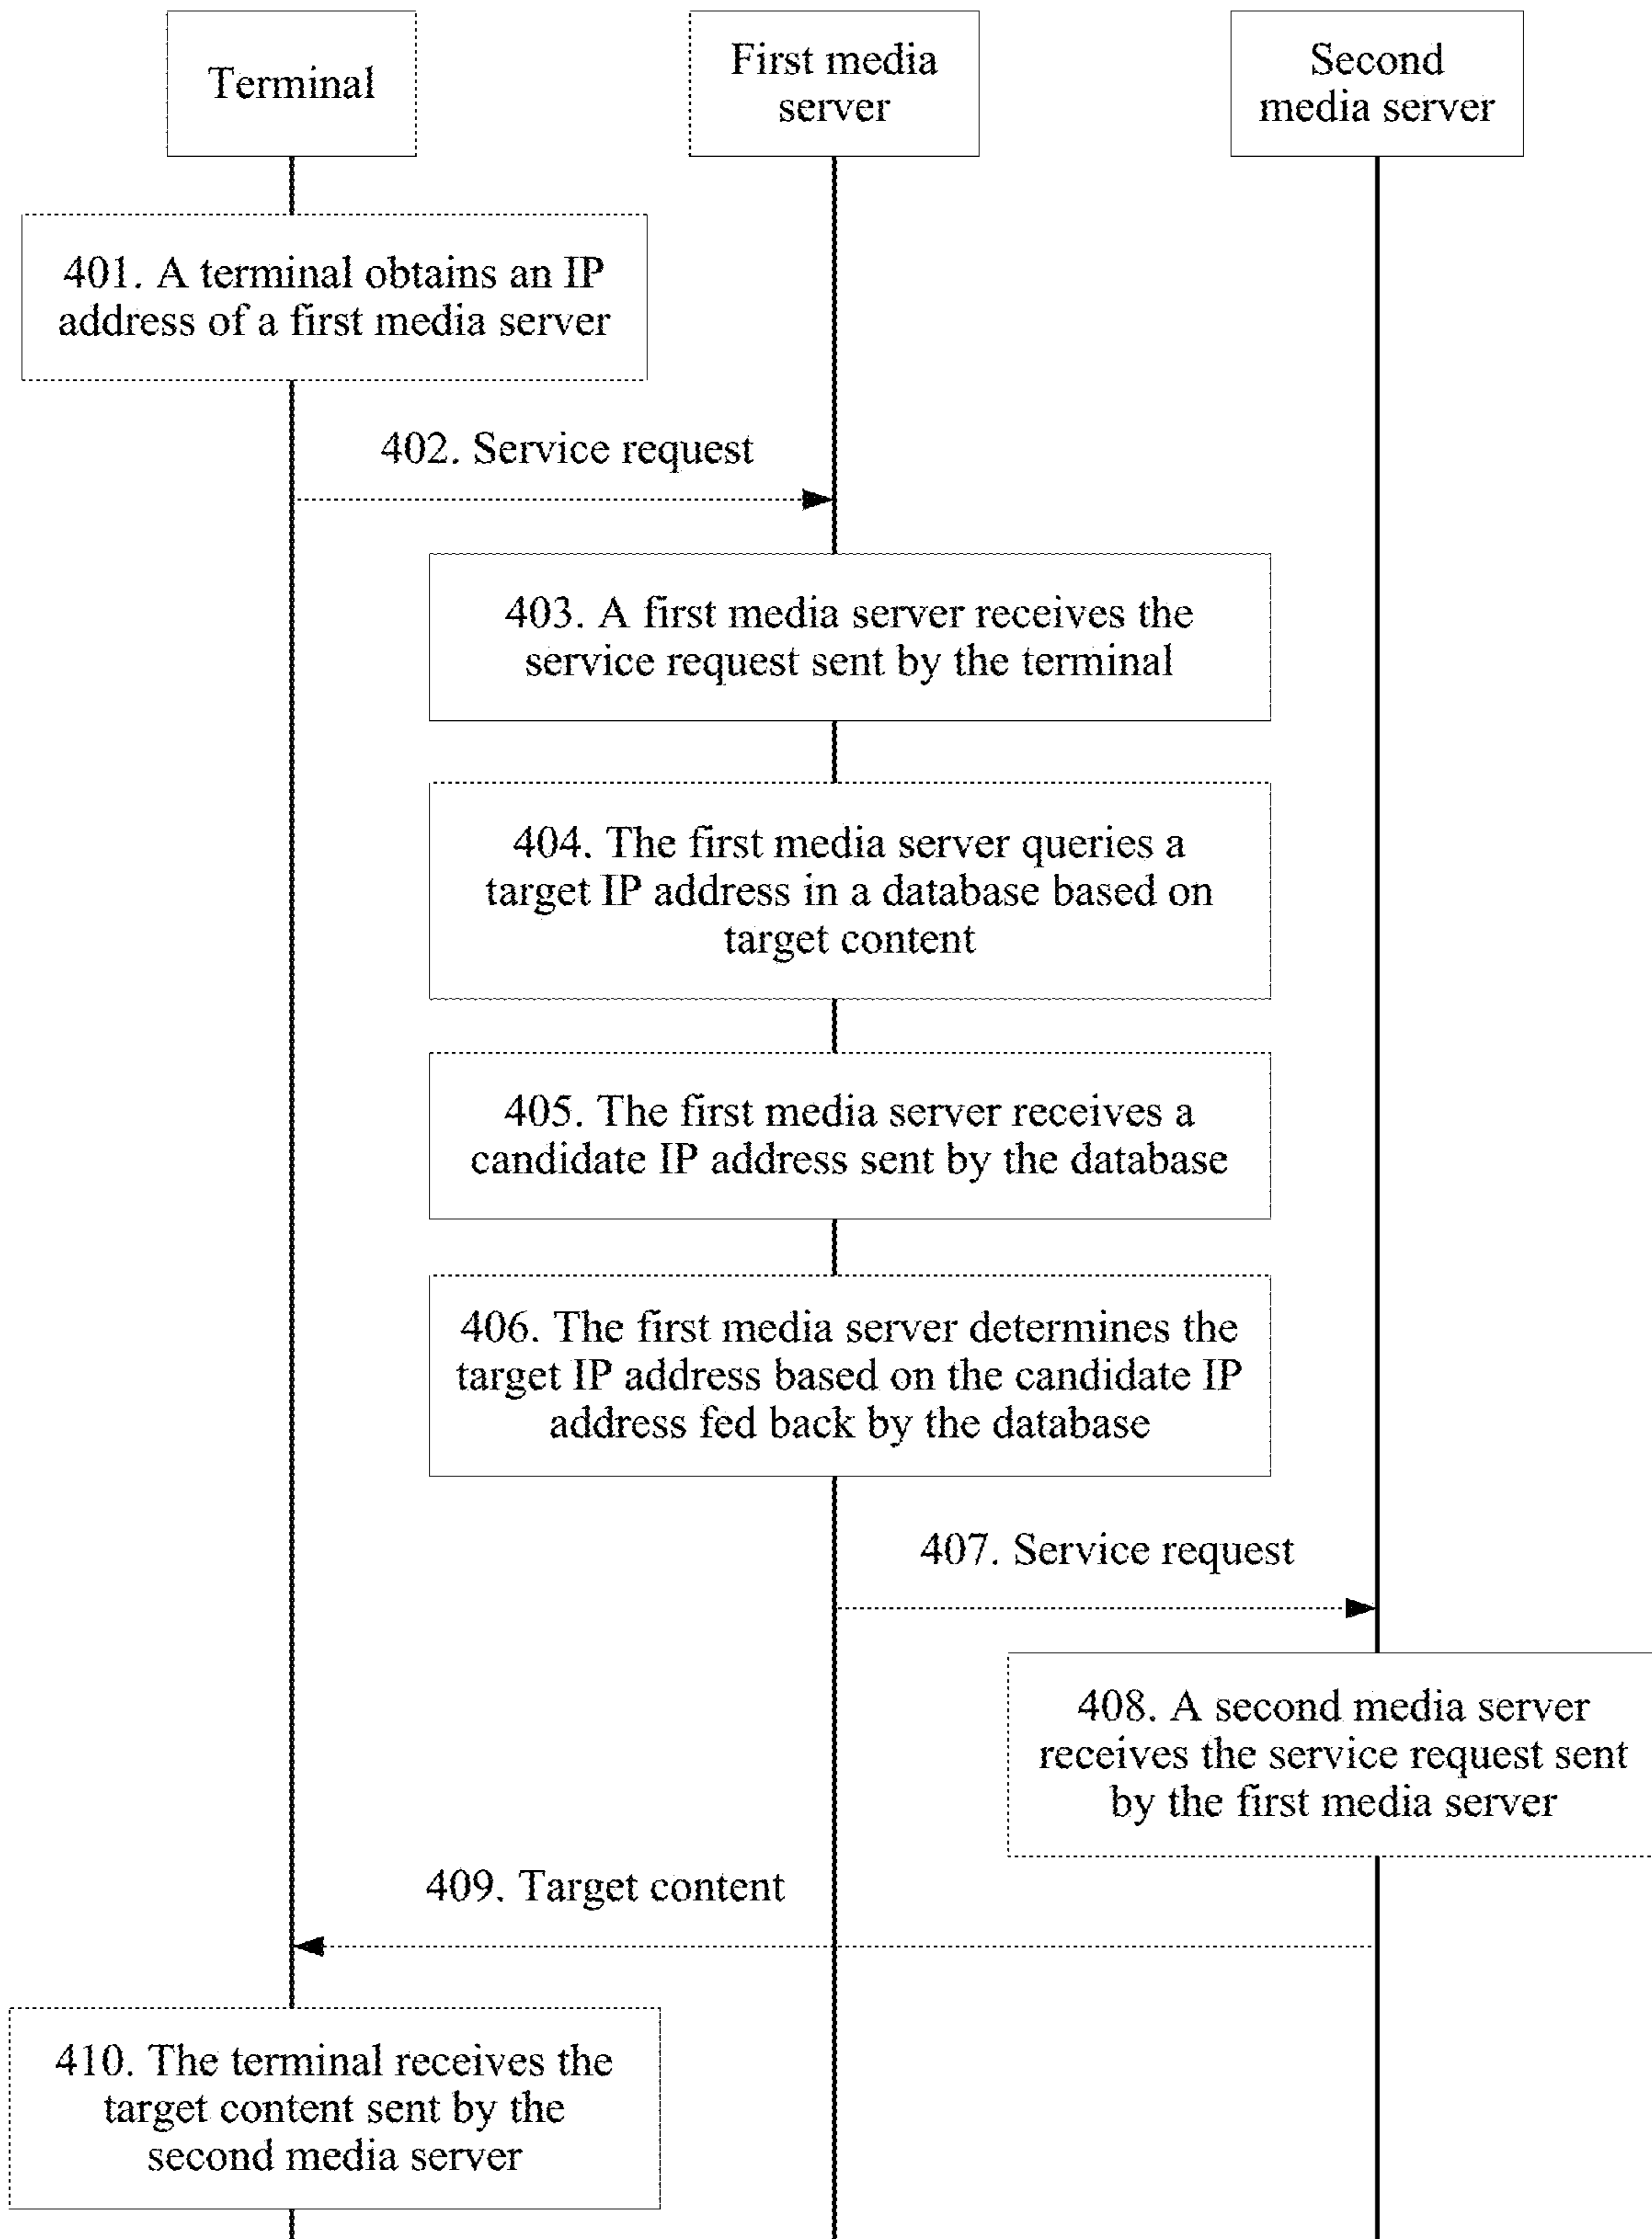 Terminal
First media
server
Second
media server
401. A terminal obtains an IP
address of a first media server
402. Service request
403. A first media server receives the
service request sent by the terminal
404. The first media server queries a
target IP address in a database based on
target content
405. The first media server receives a
candidate IP address sent by the database
406. The first media server determines the
target IP address based on the candidate IP
address fed back by the database
407. Service request
408. A second media server
receives the service request sent
by the first media server
409. Target content
410. The terminal receives the
target content sent by the
second media server